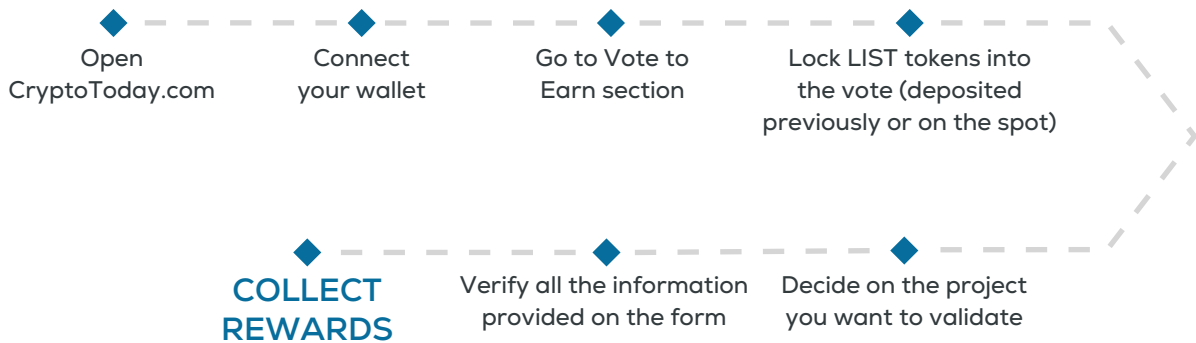 Open
CryptoToday.com
Connect
your wallet
Go to Vote to
Earn section
Lock LIST tokens into
the vote (deposited
previously or on the spot)
Decide on the project
you want to validate
Verify all the information
provided on the form
COLLECT
REWARDS